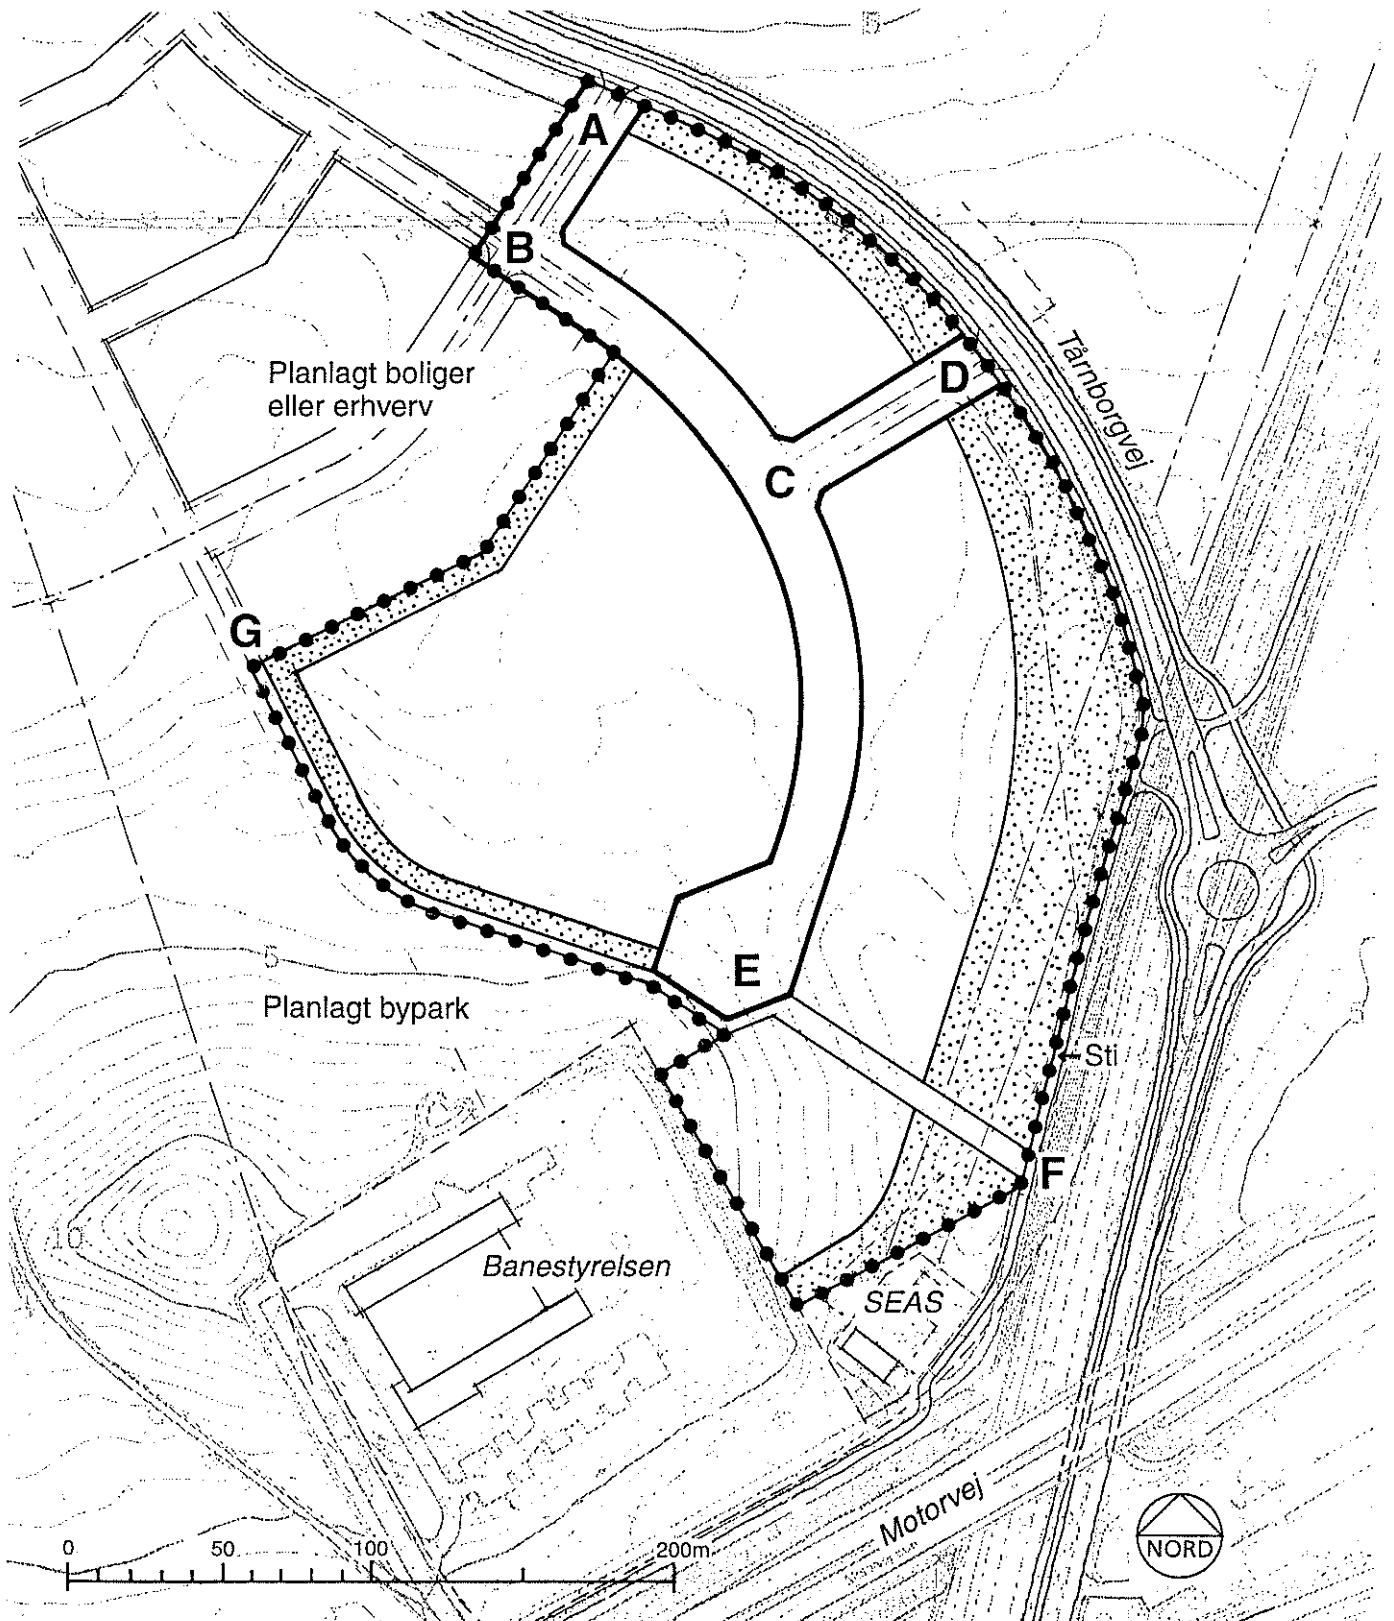 5
A
B
Tårnborgvej
D
Planlagt boliger
eller erhverv
C
G
5
E
Planlagt bypark
5
Sti
F
10
Banestyrelsen
SEAS
Motorvej
NORD
0 50 100 200m